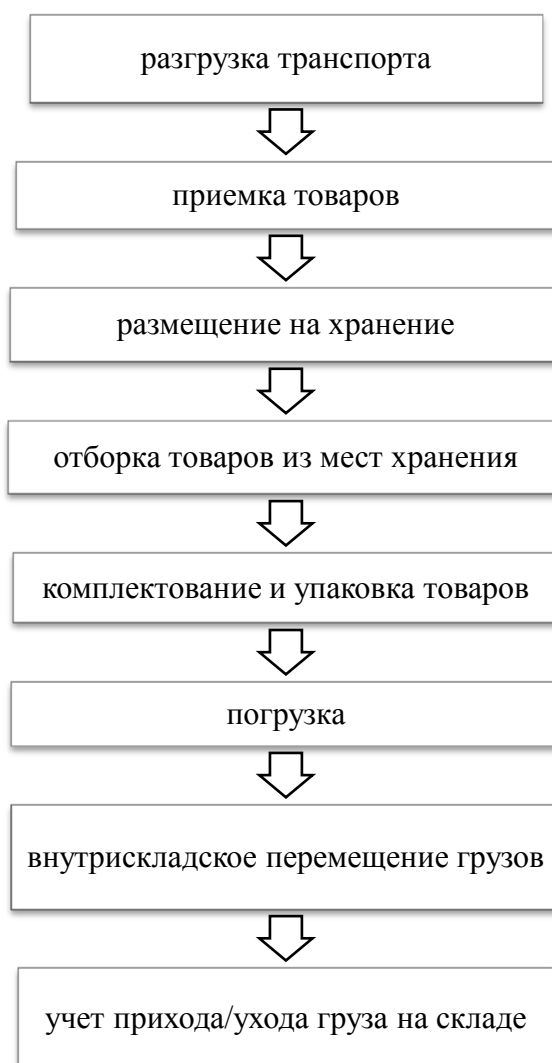 разгрузка транспорта
приемка товаров
размещение на хранение
отборка товаров из мест хранения
комплектование и упаковка товаров
погрузка
внутрискладское перемещение грузов
учет прихода/ухода груза на складе